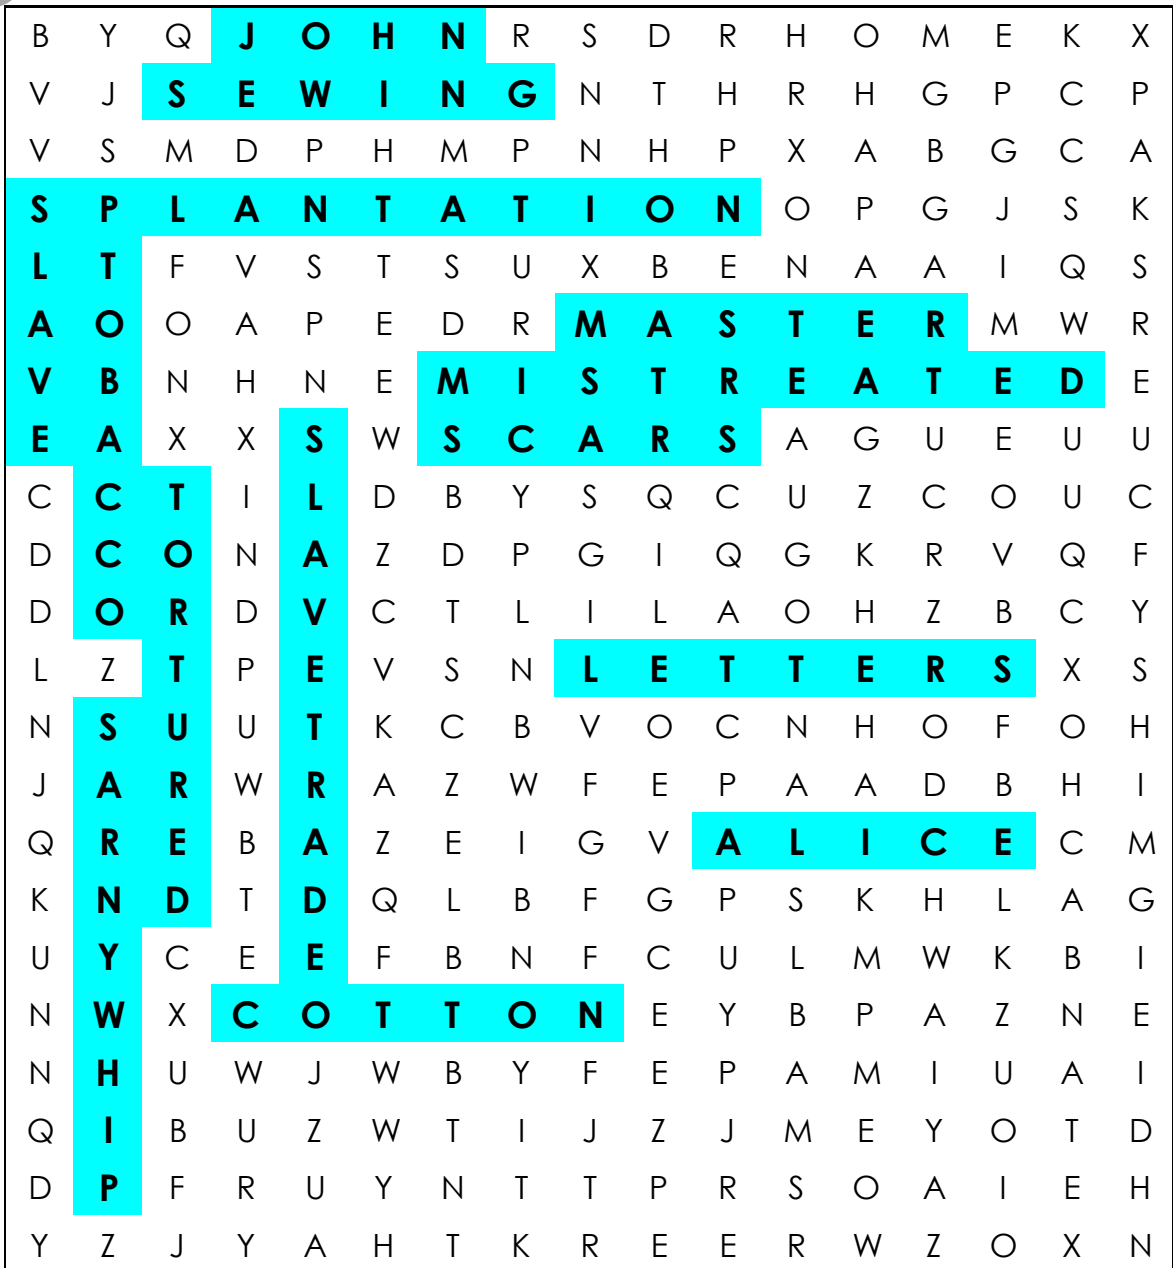 B Y Q J O H N R S D R H O M E K X
V J S E W I N G N T H R H G P C P
V S M D P H M P N H P X A B G C A
S P L A N T A T I O N O P G J S K
L T F V S T S U X B E N A A I Q S
A O O A P E D R M A S T E R M W R
V B N H N E M I S T R E A T E D E
E A X X S W S C A R S A G U E U U
C C T I L D B Y S Q C U Z C O U C
D C O N A Z D P G I Q G K R V Q F
D O R D V C T L I L A O H Z B C Y
L Z T P E V S N L E T T E R S X S
N S U U T K C B V O C N H O F O H
J A R W R A Z W F E P A A D B H I
Q R E B A Z E I G V A L I C E C M
K N D T D Q L B F G P S K H L A G
U Y C E E F B N F C U L M W K B I
N W X C O T T O N E Y B P A Z N E
N H U W J W B Y F E P A M I U A I
Q I B U Z W T I J Z J M E Y O T D
D P F R U Y N T T P R S O A I E H
Y Z J Y A H T K R E E R W Z O X N